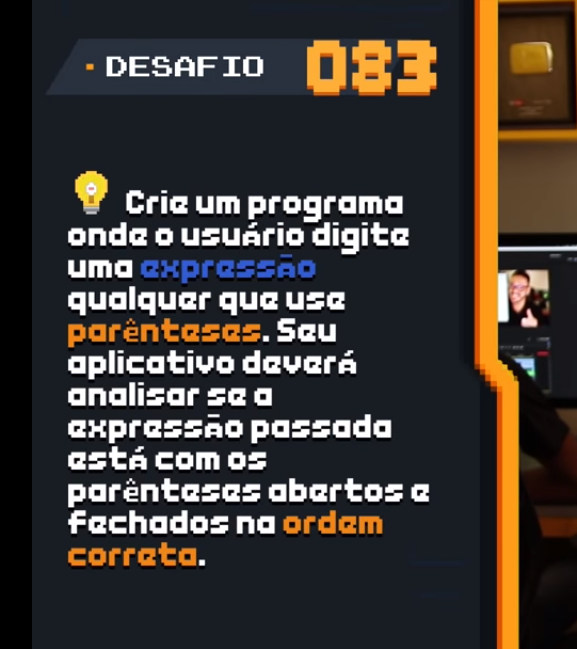 DESAFIO 083
Crie um programa
onde o usuário digite
uma expressão
qualquer que use
parênteses. Seu
aplicativo deverá
analisar se a
expressão passada
está com os
parênteses abertos e
fechados na ordem
correta.